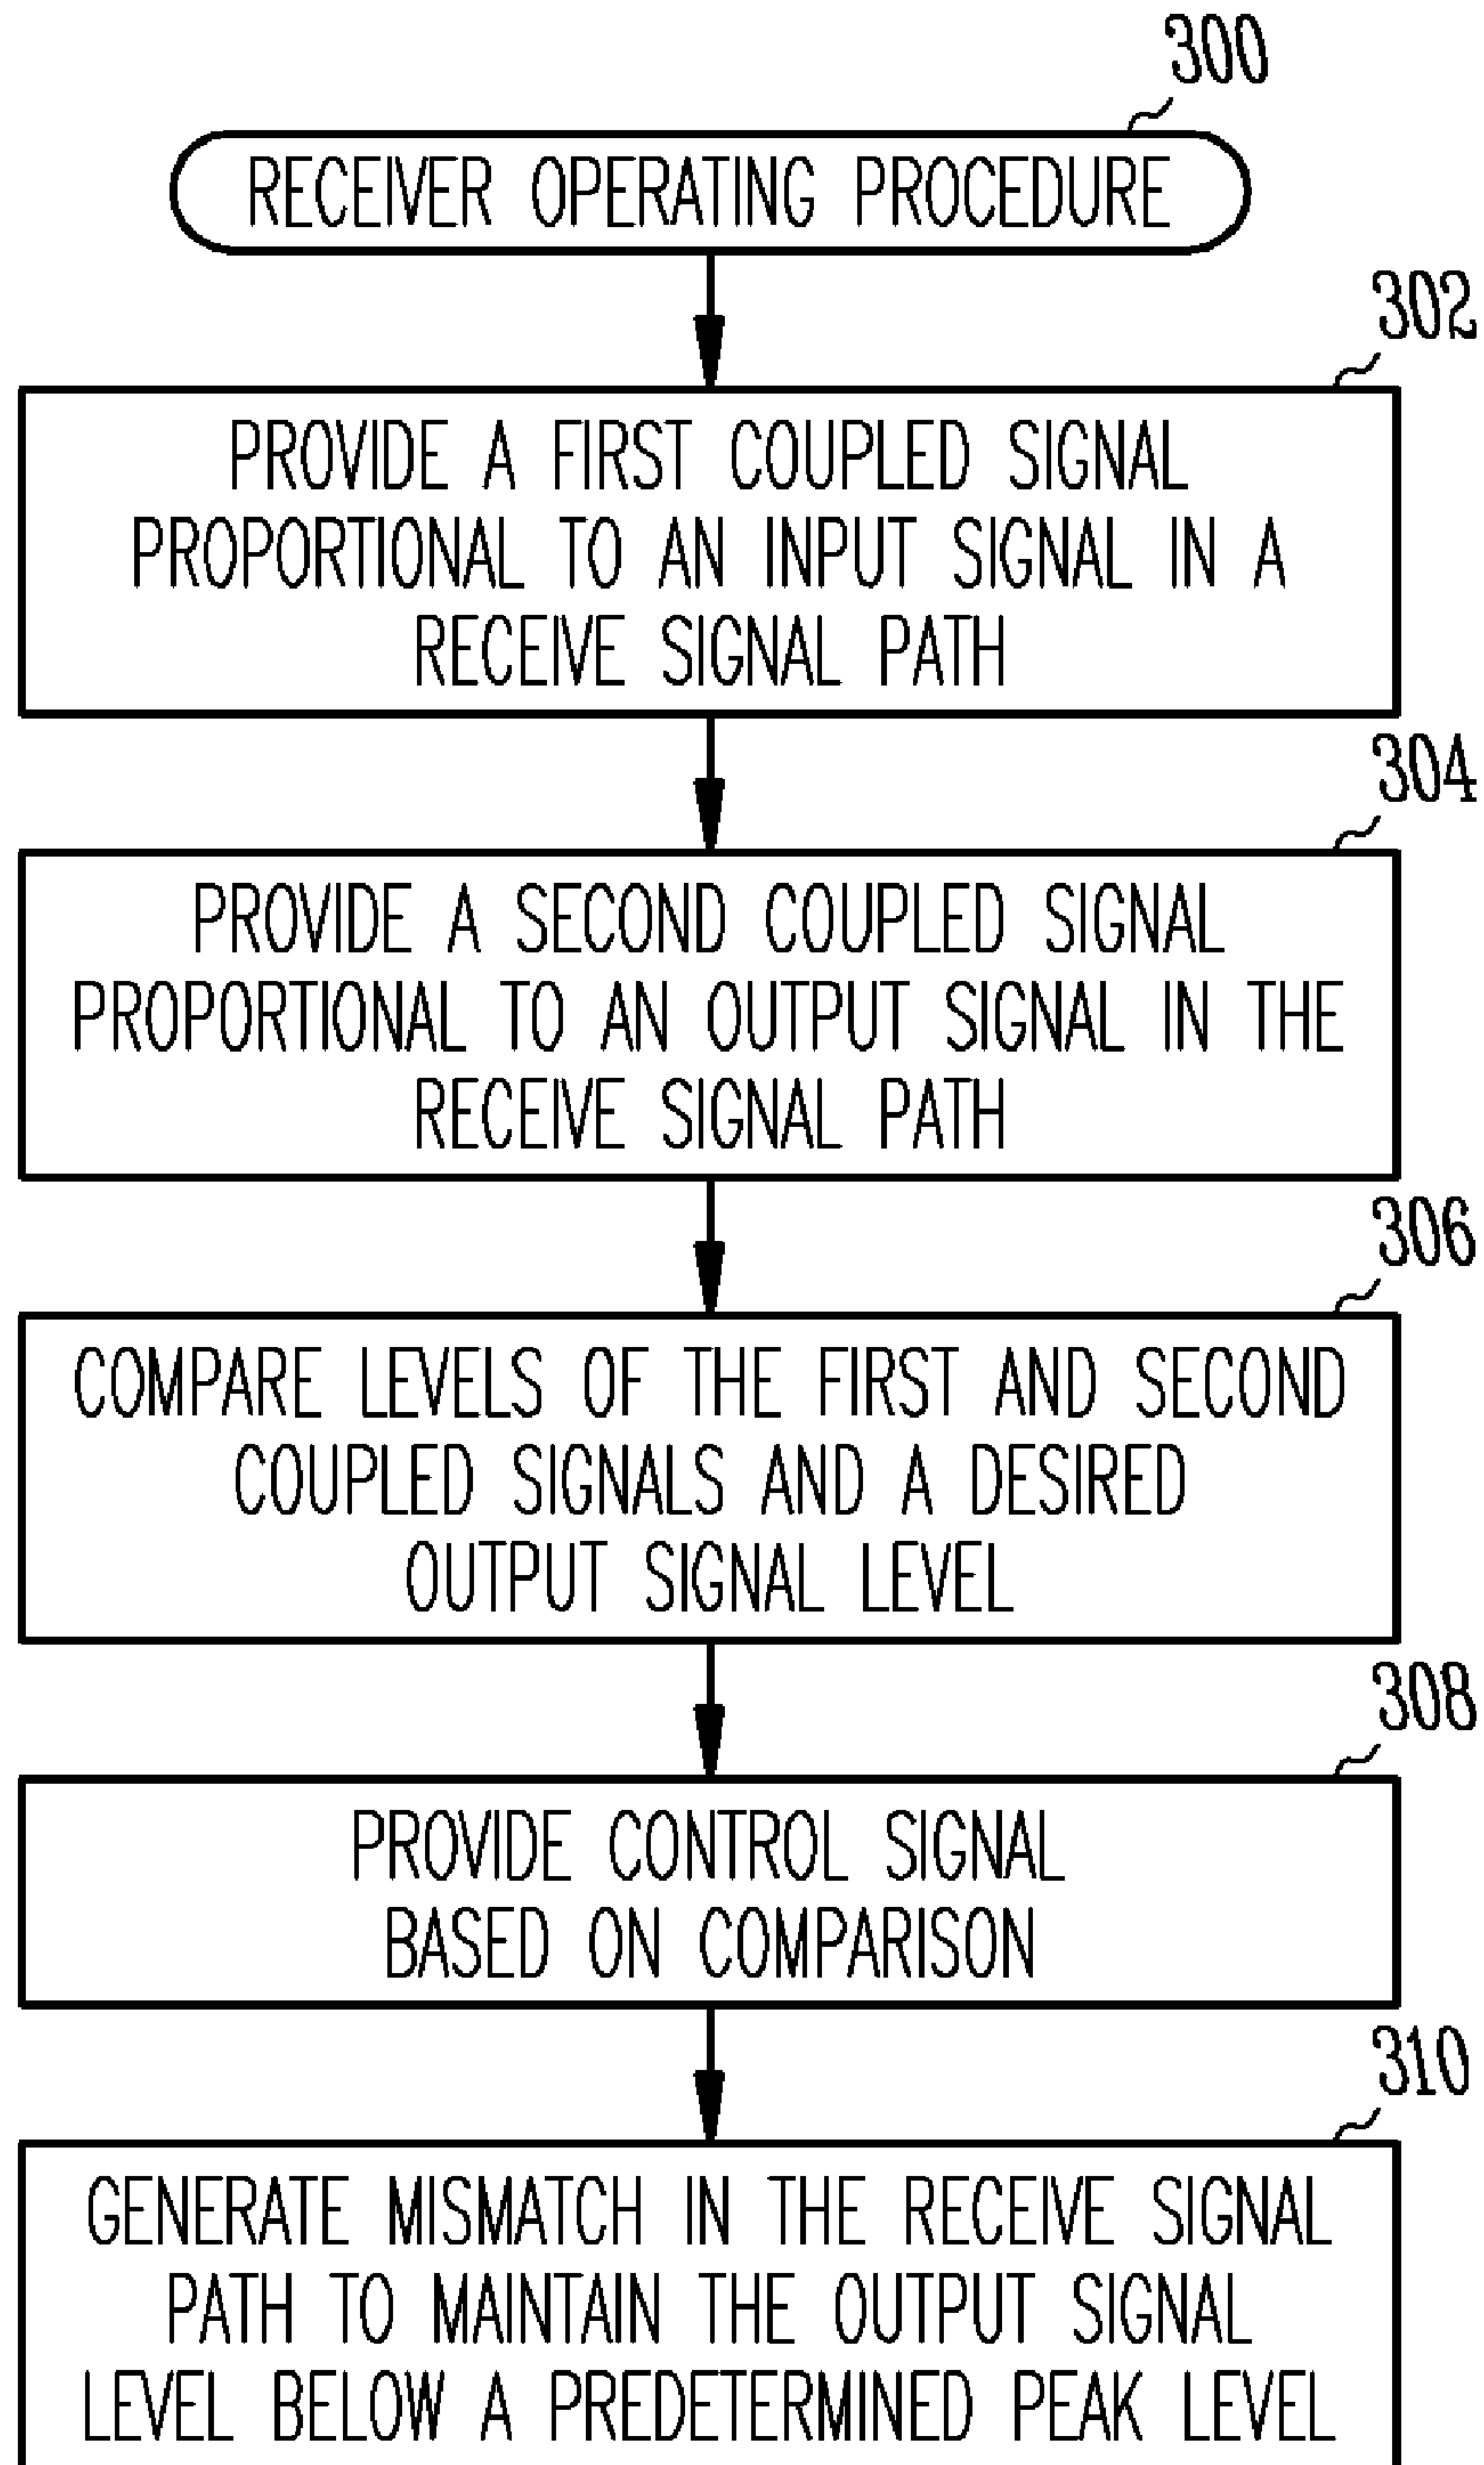 300
RECEIVER OPERATING PROCEDURE
302
PROVIDE A FIRST COUPLED SIGNAL
PROPORTIONAL TO AN INPUT SIGNAL IN A
RECEIVE SIGNAL PATH
304
PROVIDE A SECOND COUPLED SIGNAL
PROPORTIONAL TO AN OUTPUT SIGNAL IN THE
RECEIVE SIGNAL PATH
306
COMPARE LEVELS OF THE FIRST AND SECOND
COUPLED SIGNALS AND A DESIRED
OUTPUT SIGNAL LEVEL
308
PROVIDE CONTROL SIGNAL
BASED ON COMPARISON
310
GENERATE MISMATCH IN THE RECEIVE SIGNAL
PATH TO MAINTAIN THE OUTPUT SIGNAL
LEVEL BELOW A PREDETERMINED PEAK LEVEL